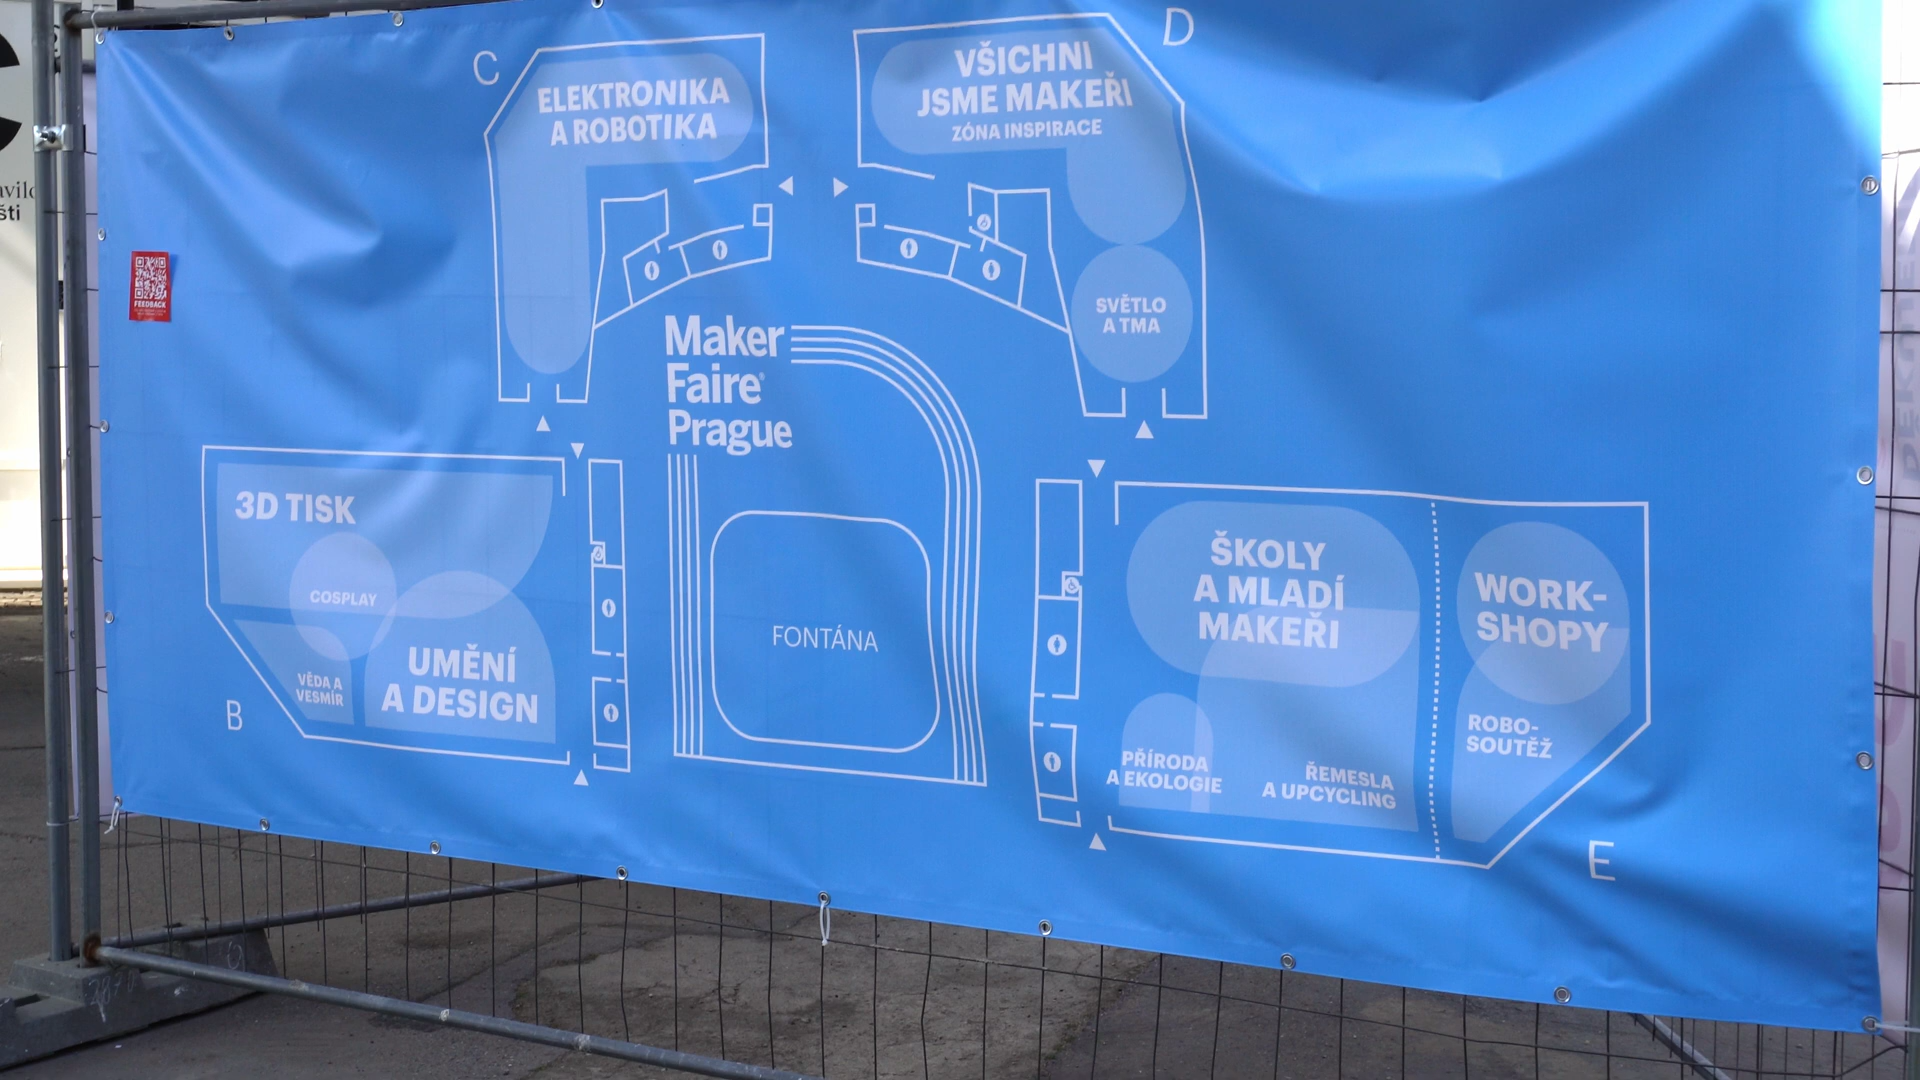 C
ELEKTRONIKA
A ROBOTIKA
D
VŠICHNI
JSME MAKEŘI
ZÓNA INSPIRACE
SVĚTLO
A TMA
FEEDBACK
Maker
Faire®
Prague
3D TISK
COSPLAY
VĚDA A
VESMÍR
UMĚNÍ
A DESIGN
B
FONTÁNA
ŠKOLY
A MLADÍ
MAKEŘI
PŘÍRODA
A EKOLOGIE
ŘEMESLA
A UPCYCLING
WORK-
SHOPY
ROBO-
SOUTĚŽ
E